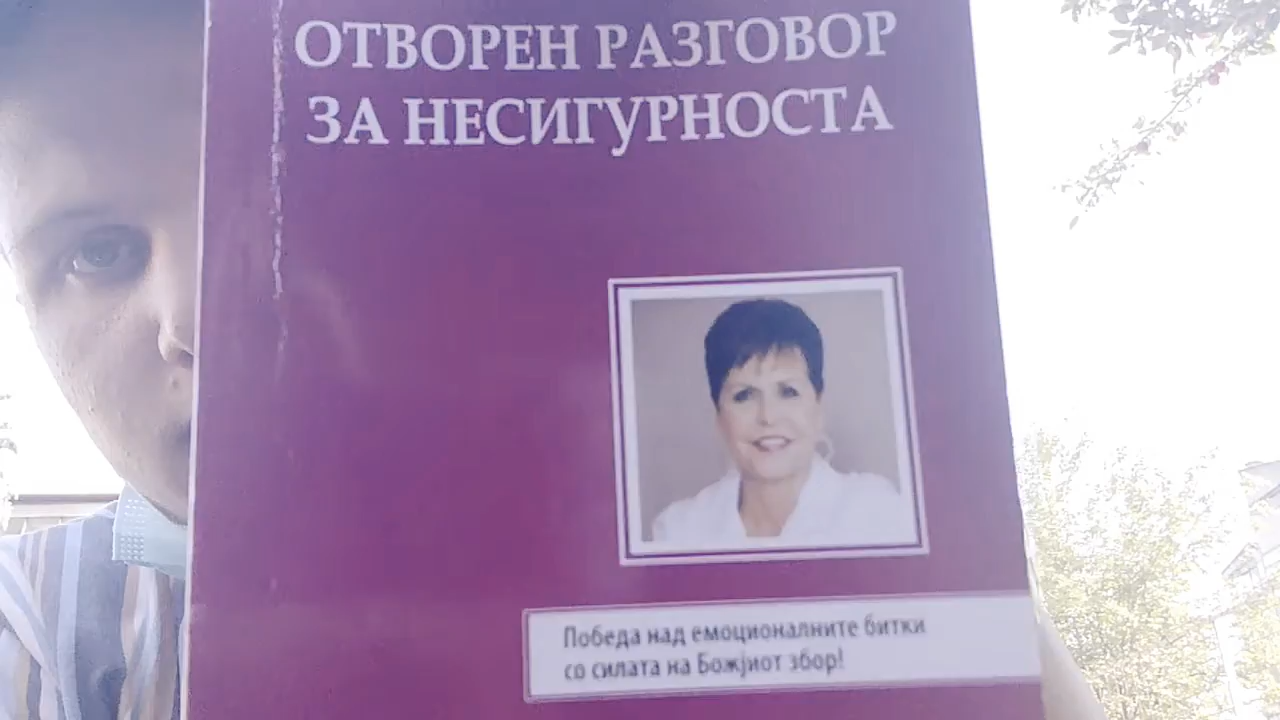 ОТВОРЕН РАЗГОВОР
ЗА НЕСИГУРНОСТА
Победа над емоционалните битки
со силата на Божјиот збор!